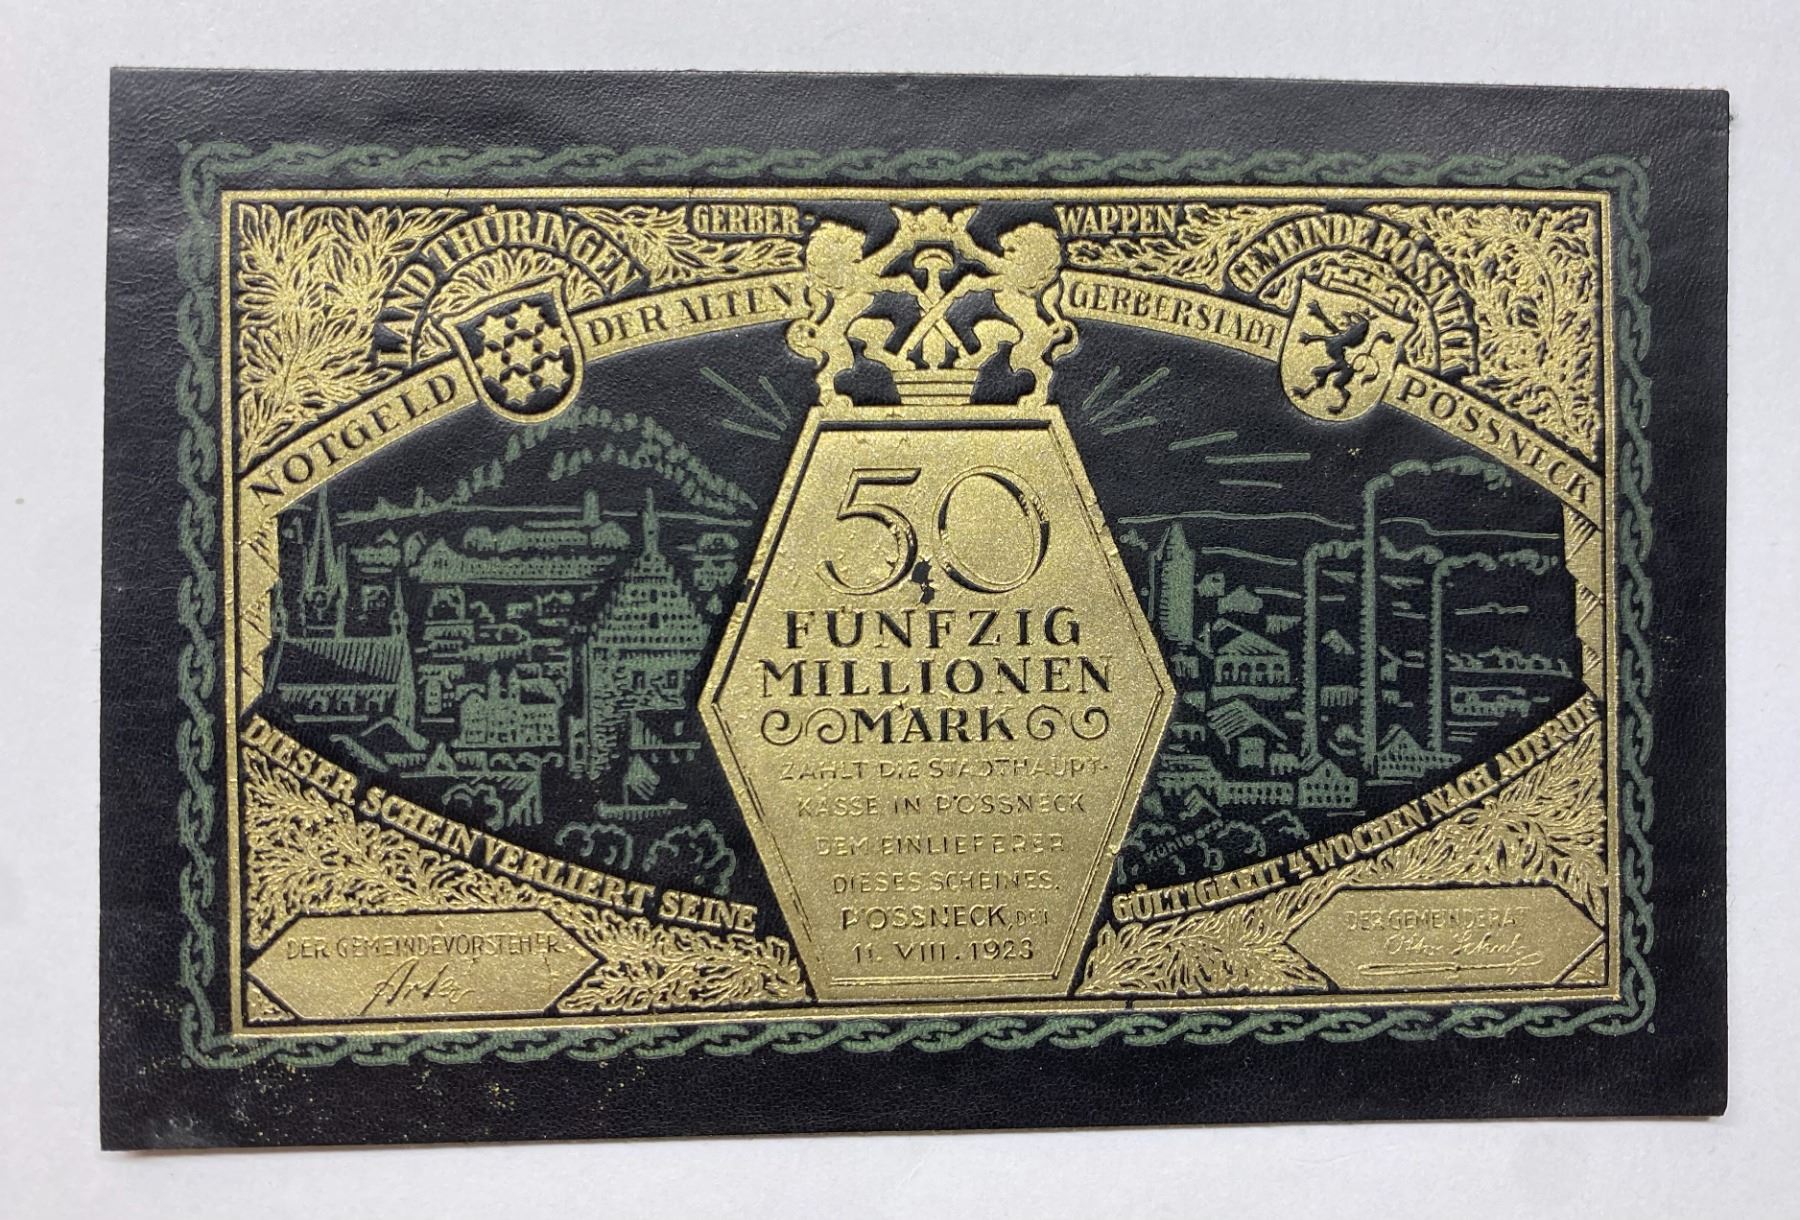 GERBER-WAPPEN
LAND THÜRINGEN
GEMEINDE PÖSSNECK
NOTGELD DER ALTEN GERBERSTADT PÖSSNECK
50
FÜNFZIG
MILLIONEN
MARK
ZAHLT DIE STADTHAUPT-
KASSE IN PÖSSNECK
DEM EINLIEFERER
DIESES SCHEINES.
PÖSSNECK, DEN
11. VIII. 1923
DIESER SCHEIN VERLIERT SEINE GÜLTIGKEIT 4 WOCHEN NACH AUFRUF
DER GEMEINDEVORSTEHER
DER GEMEINDERAT